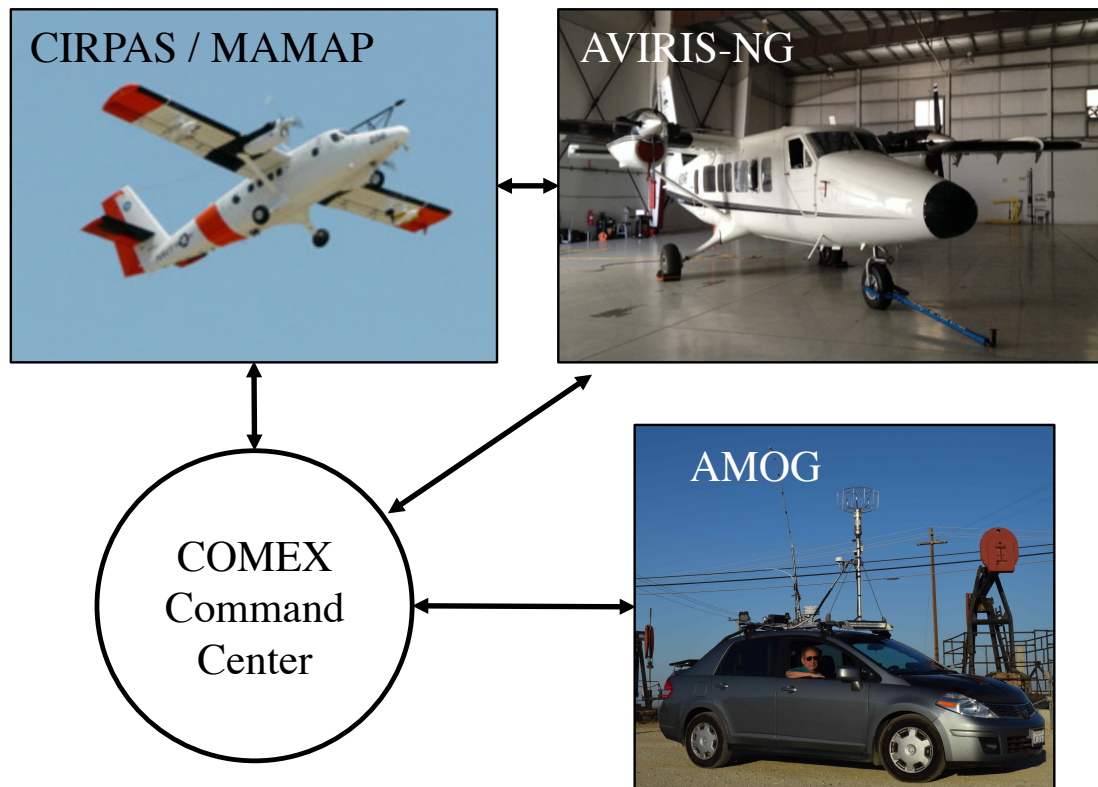 CIRPAS / MAMAP
AVIRIS-NG
AMOG
COMEX
Command
Center